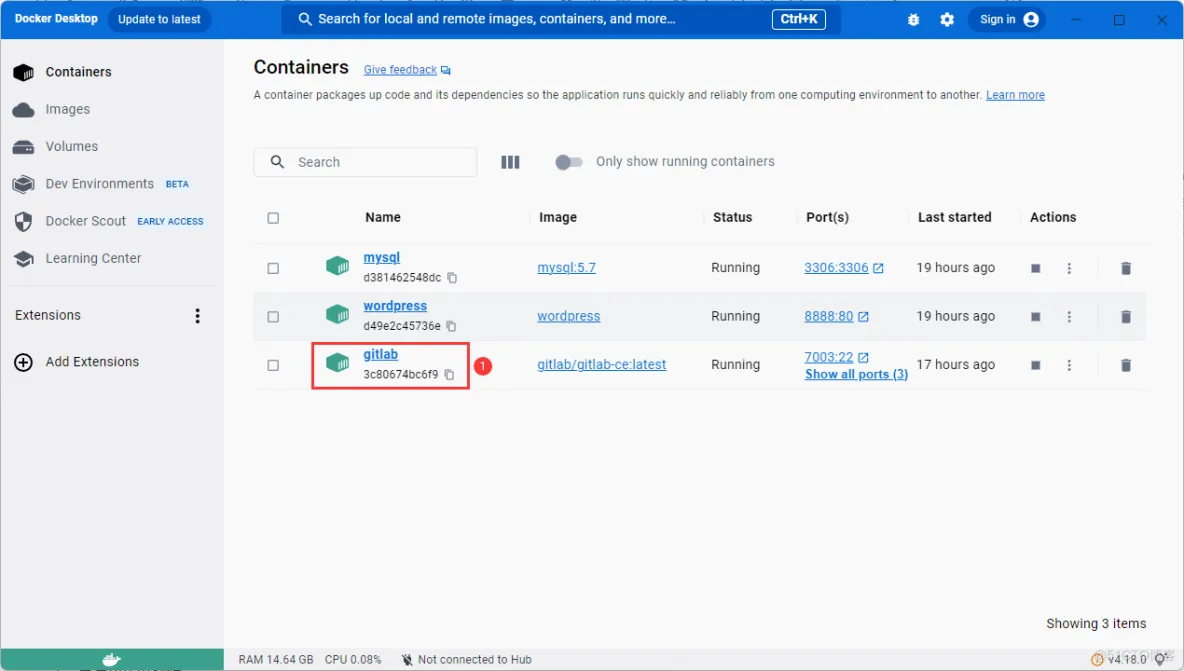 Docker Desktop Update to latest Search for local and remote images, containers, and more... Ctrl+K Sign in
Containers
Images
Volumes
Dev Environments BETA
Docker Scout EARLY ACCESS
Learning Center
Extensions
Add Extensions
Containers Give feedback
A container packages up code and its dependencies so the application runs quickly and reliably from one computing environment to another. Learn more
Search Only show running containers
Name Image Status Port(s) Last started Actions
mysql
d381462548dc
mysql:5.7 Running 3306:3306 19 hours ago
wordpress
d49e2c45736e
wordpress Running 8888:80 19 hours ago
gitlab
3c80674bc6f9
1
gitlab/gitlab-ce:latest Running 7003:22 17 hours ago
Show all ports (3)
Showing 3 items
RAM 14.64 GB CPU 0.08% Not connected to Hub v4.18.0